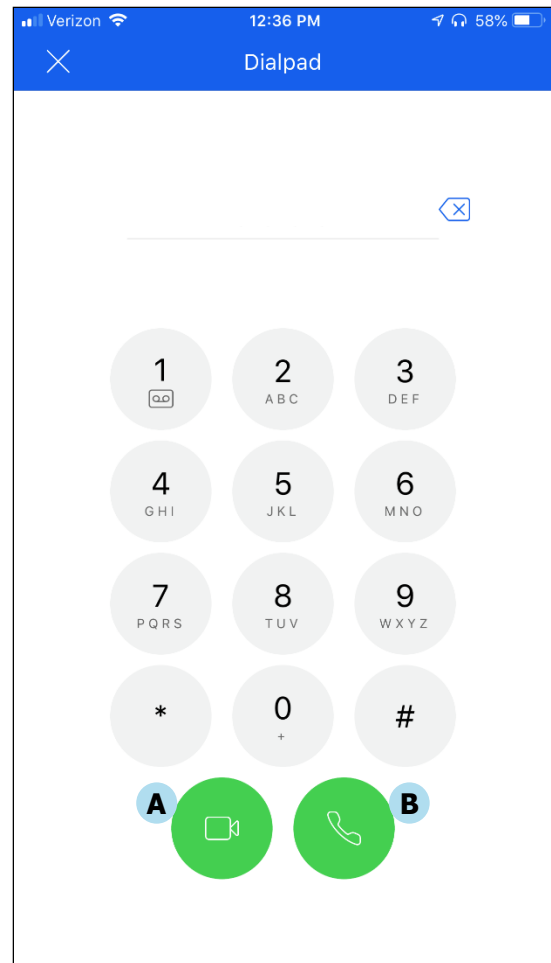 Verizon 12:36 PM 58%
Dialpad
1 2 3
ABC DEF
4 5 6
GHI JKL MNO
7 8 9
PQRS TUV WXYZ
* 0 #
+
A B